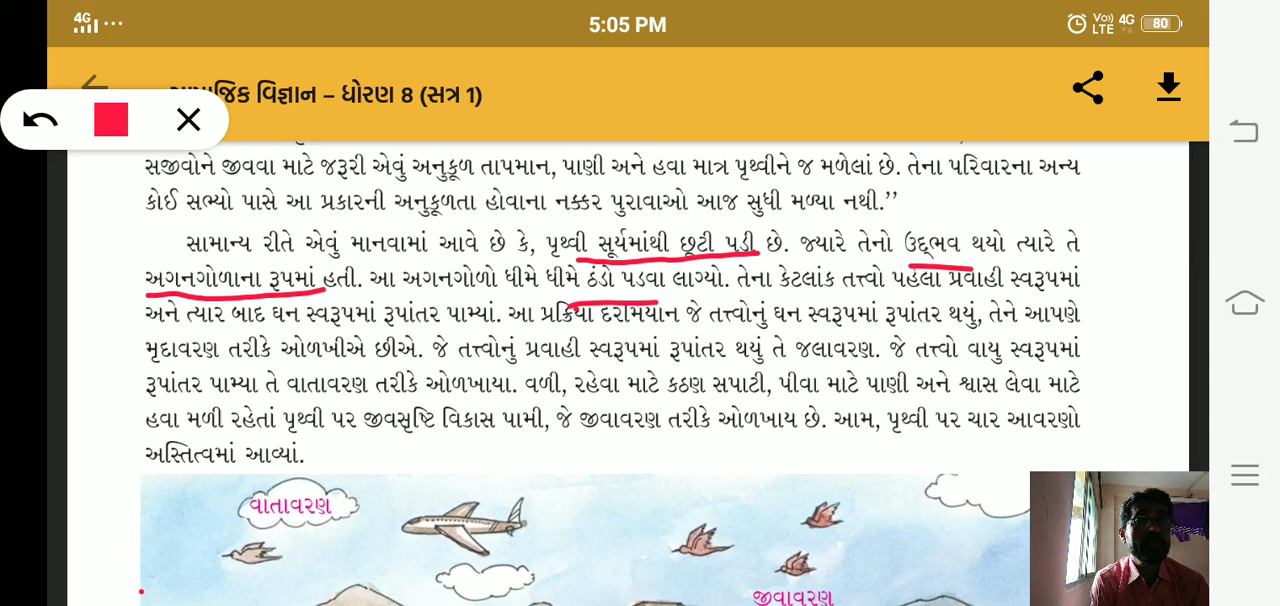 4G ...
5:05 PM
Vo)) LTE 4G 80
વિજ્ઞાન – ધોરણ 8 (સત્ર 1)
સજીવોને જીવવા માટે જરૂરી એવું અનુકૂળ તાપમાન, પાણી અને હવા માત્ર પૃથ્વીને જ મળેલાં છે. તેના પરિવારના અન્ય
કોઈ સભ્યો પાસે આ પ્રકારની અનુકૂળતા હોવાના નક્કર પુરાવાઓ આજ સુધી મળ્યા નથી.’’
સામાન્ય રીતે એવું માનવામાં આવે છે કે, પૃથ્વી સૂર્યમાંથી છૂટી પડી છે. જ્યારે તેનો ઉદ્ભવ થયો ત્યારે તે
અગનગોળાના રૂપમાં હતી. આ અગનગોળો ધીમે ધીમે ઠંડો પડવા લાગ્યો. તેના કેટલાંક તત્ત્વો પહેલાં પ્રવાહી સ્વરૂપમાં
અને ત્યાર બાદ ઘન સ્વરૂપમાં રૂપાંતર પામ્યાં. આ પ્રક્રિયા દરમિયાન જે તત્ત્વોનું ઘન સ્વરૂપમાં રૂપાંતર થયું, તેને આપણે
મૃદાવરણ તરીકે ઓળખીએ છીએ. જે તત્ત્વોનું પ્રવાહી સ્વરૂપમાં રૂપાંતર થયું તે જલાવરણ. જે તત્ત્વો વાયુ સ્વરૂપમાં
રૂપાંતર પામ્યા તે વાતાવરણ તરીકે ઓળખાયા. વળી, રહેવા માટે કઠણ સપાટી, પીવા માટે પાણી અને શ્વાસ લેવા માટે
હવા મળી રહેતાં પૃથ્વી પર જીવસૃષ્ટિ વિકાસ પામી, જે જીવાવરણ તરીકે ઓળખાય છે. આમ, પૃથ્વી પર ચાર આવરણો
અસ્તિત્વમાં આવ્યાં.
વાતાવરણ
જીવાવરણ